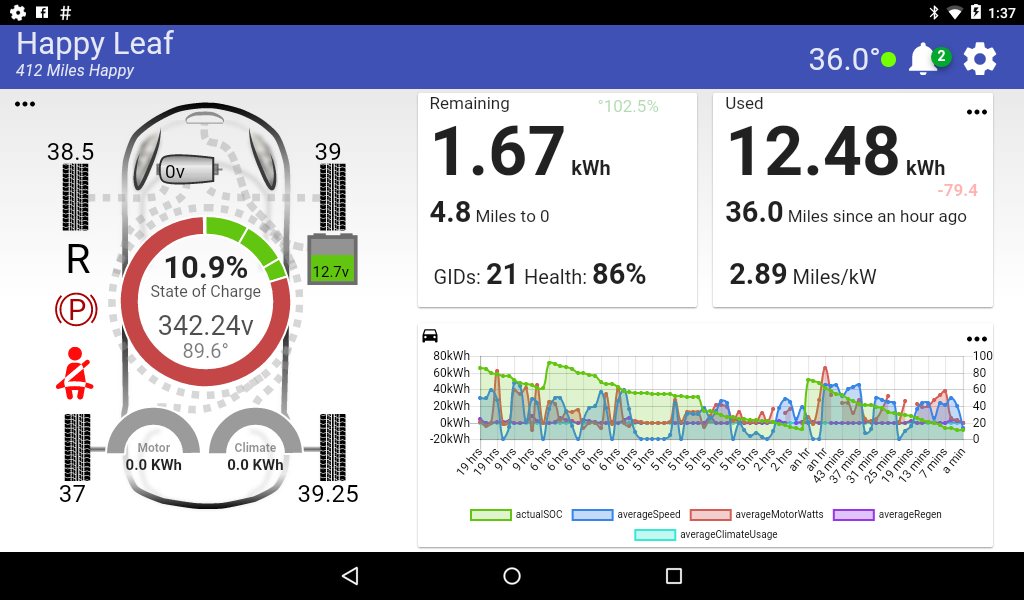 1:37
Happy Leaf
412 Miles Happy
36.0°
2
38.5
39
0v
R
P
10.9%
State of Charge
342.24v
89.6°
12.7v
Motor
0.0 KWh
Climate
0.0 KWh
37
39.25
Remaining
°102.5%
1.67 kWh
4.8 Miles to 0
GIDs: 21 Health: 86%
Used
12.48 kWh
-79.4
36.0 Miles since an hour ago
2.89 Miles/kW
80kWh
60kWh
40kWh
20kWh
0kWh
-20kWh
100
80
60
40
20
0
19 hrs
19 hrs
9 hrs
9 hrs
6 hrs
6 hrs
6 hrs
6 hrs
6 hrs
6 hrs
5 hrs
5 hrs
5 hrs
5 hrs
5 hrs
5 hrs
5 hrs
2 hrs
2 hrs
an hr
an hr
43 mins
37 mins
31 mins
25 mins
19 mins
13 mins
7 mins
a min
actualSOC
averageSpeed
averageMotorWatts
averageRegen
averageClimateUsage